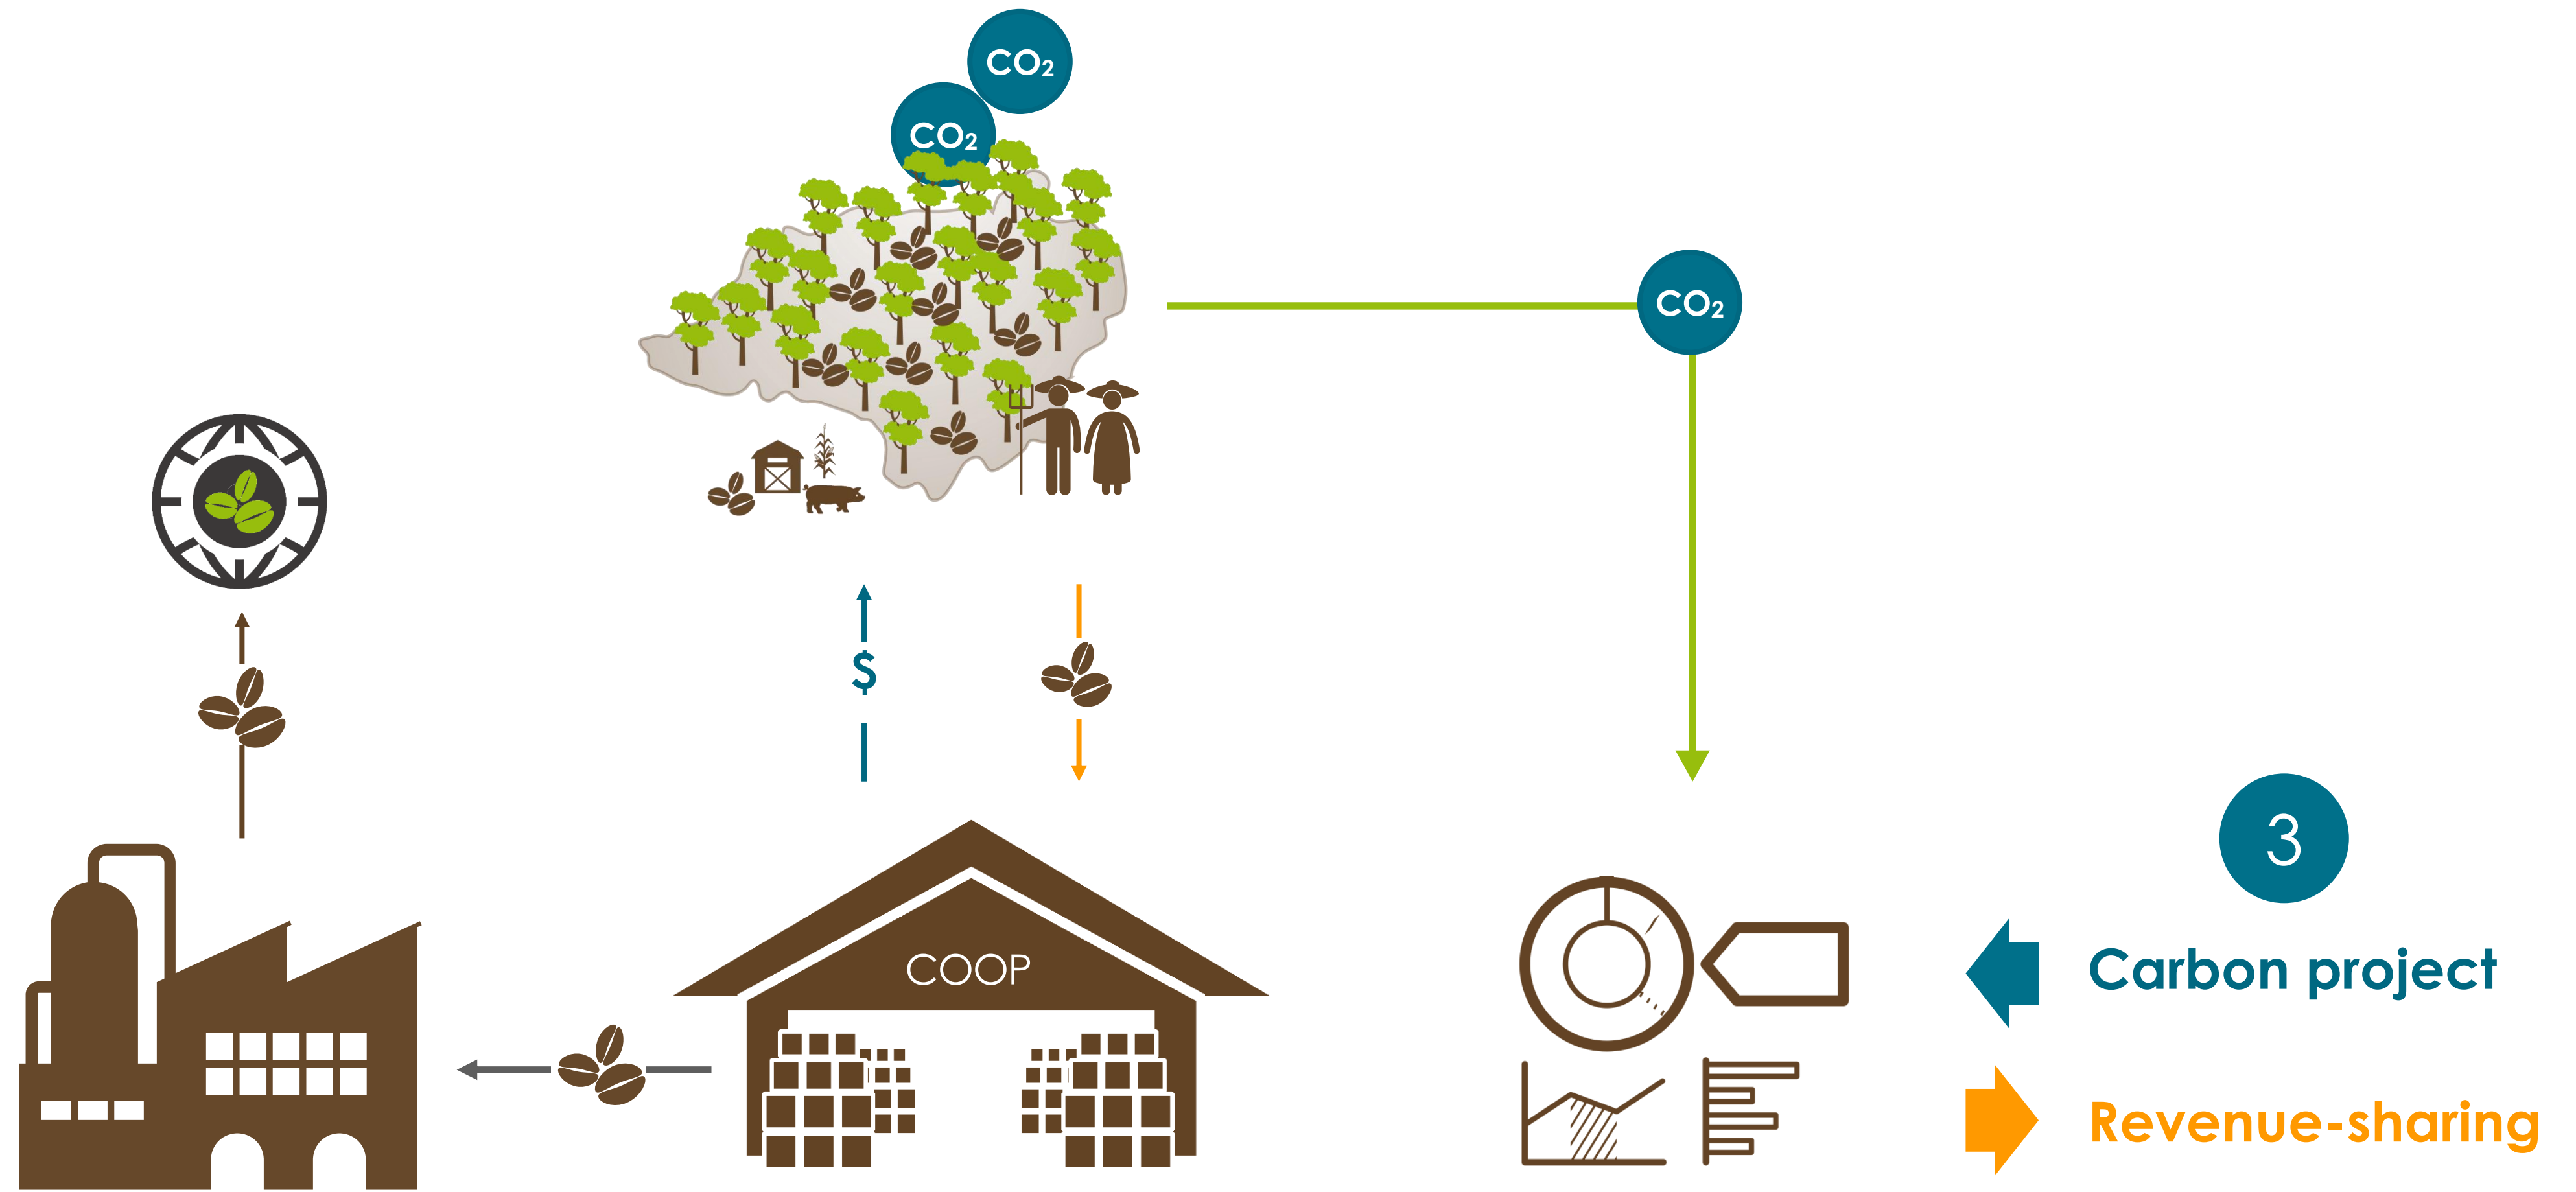 CO₂
CO₂
CO₂
$
3
COOP
Carbon project
Revenue-sharing